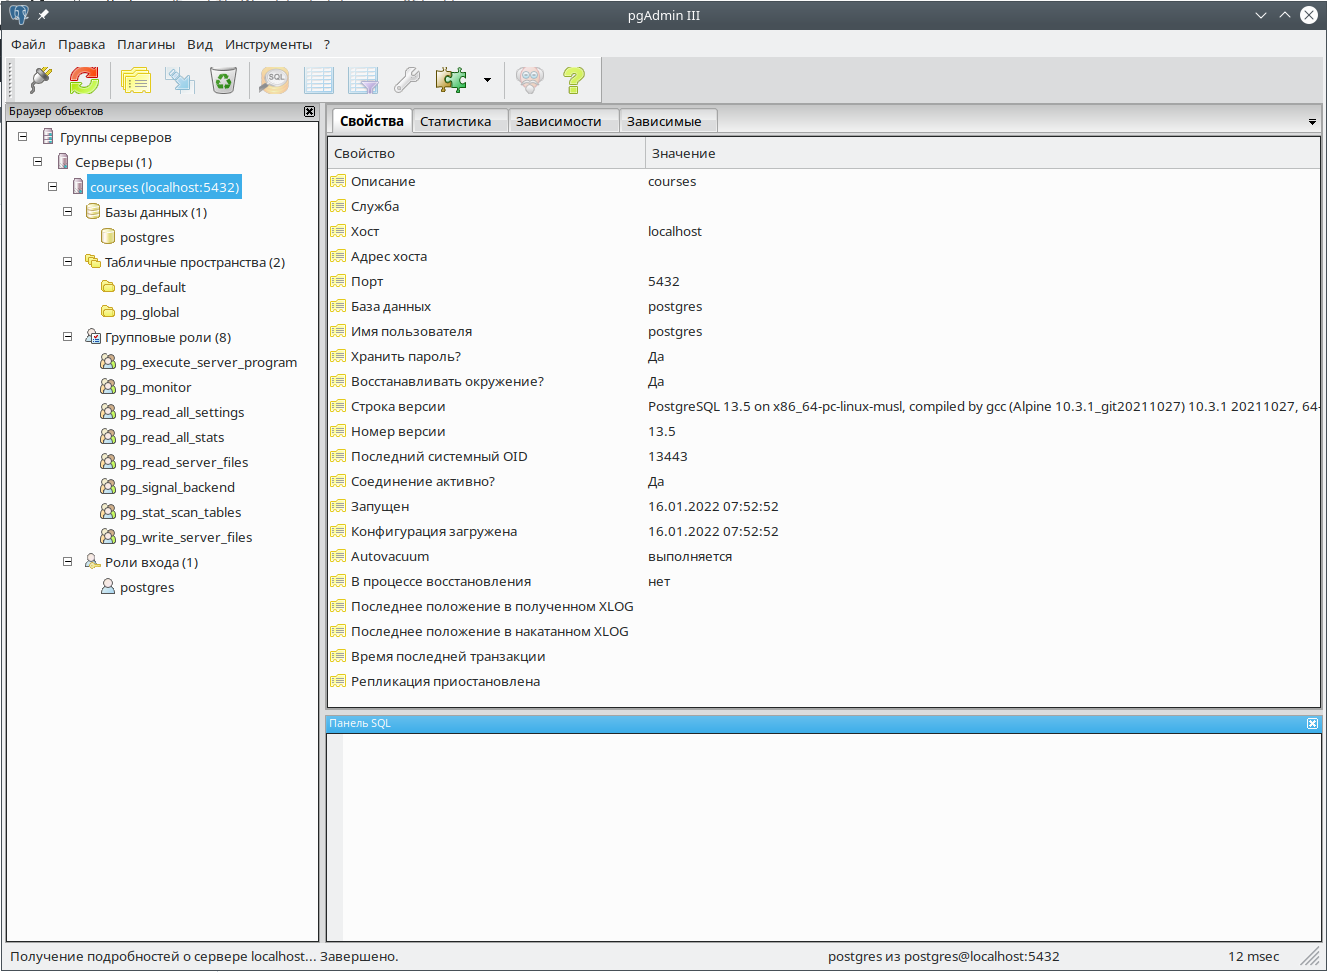 pgAdmin III
Файл Правка Плагины Вид Инструменты ?
SQL
Браузер объектов
Группы серверов
Серверы (1)
courses (localhost:5432)
Базы данных (1)
postgres
Табличные пространства (2)
pg_default
pg_global
Групповые роли (8)
pg_execute_server_program
pg_monitor
pg_read_all_settings
pg_read_all_stats
pg_read_server_files
pg_signal_backend
pg_stat_scan_tables
pg_write_server_files
Роли входа (1)
postgres
Свойства Статистика Зависимости Зависимые
Свойство Значение
Описание courses
Служба
Хост localhost
Адрес хоста
Порт 5432
База данных postgres
Имя пользователя postgres
Хранить пароль? Да
Восстанавливать окружение? Да
Строка версии PostgreSQL 13.5 on x86_64-pc-linux-musl, compiled by gcc (Alpine 10.3.1_git20211027) 10.3.1 20211027, 64-
Номер версии 13.5
Последний системный OID 13443
Соединение активно? Да
Запущен 16.01.2022 07:52:52
Конфигурация загружена 16.01.2022 07:52:52
Autovacuum выполняется
В процессе восстановления нет
Последнее положение в полученном XLOG
Последнее положение в накатанном XLOG
Время последней транзакции
Репликация приостановлена
Панель SQL
Получение подробностей о сервере localhost... Завершено. postgres из postgres@localhost:5432 12 msec